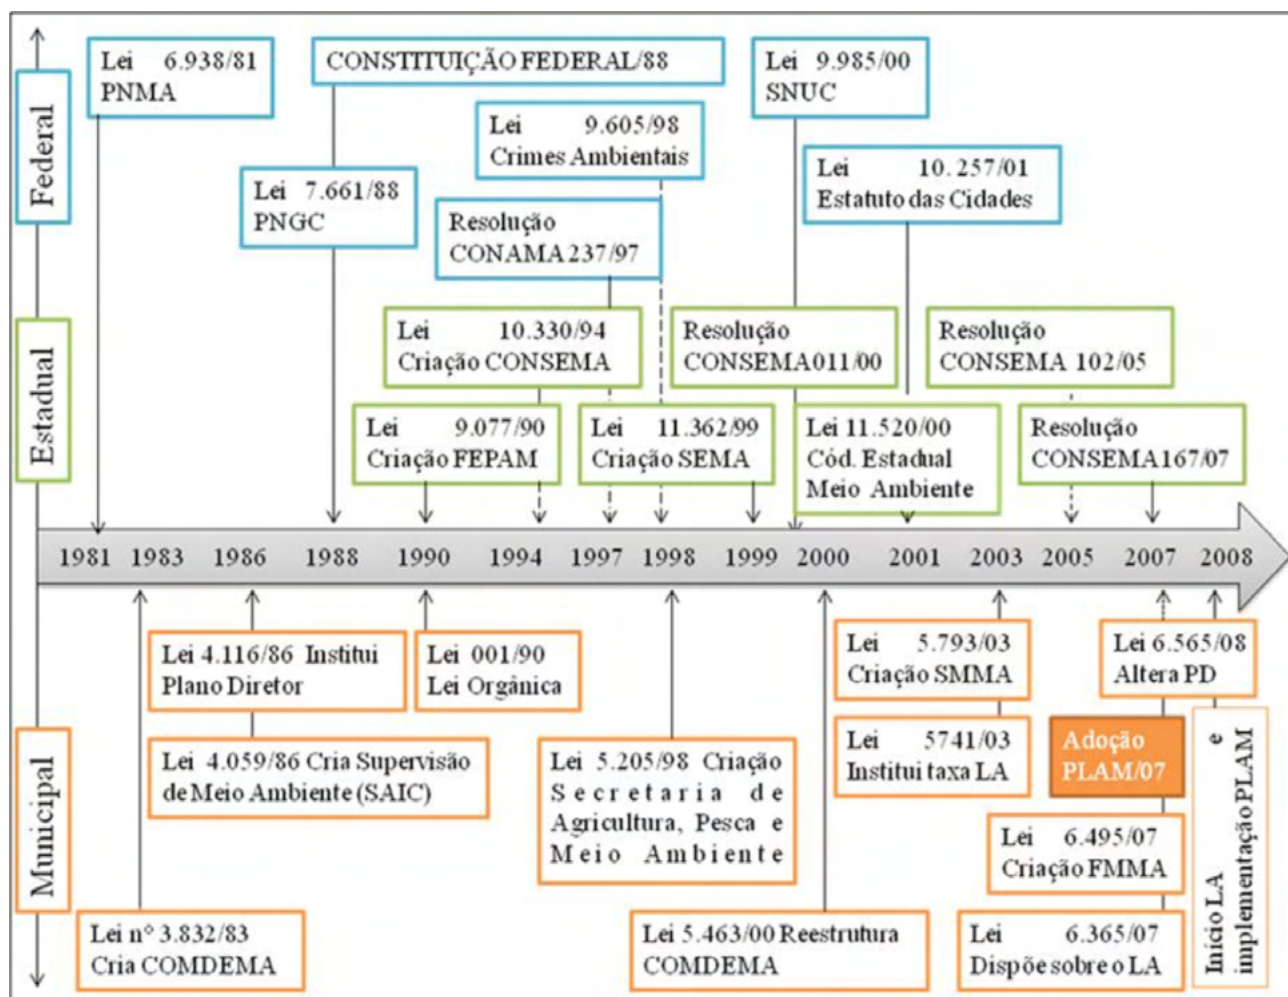 Federal
Lei 6.938/81
PNMA
CONSTITUIÇÃO FEDERAL/88
Lei 9.985/00
SNUC
Lei 9.605/98
Crimes Ambientais
Lei 10.257/01
Estatuto das Cidades
Lei 7.661/88
PNGC
Resolução
CONAMA 237/97
Estadual
Lei 10.330/94
Criação CONSEMA
Resolução
CONSEMA 011/00
Resolução
CONSEMA 102/05
Lei 9.077/90
Criação FEPAM
Lei 11.362/99
Criação SEMA
Lei 11.520/00
Cód. Estadual
Meio Ambiente
Resolução
CONSEMA 167/07
1981 1983 1986 1988 1990 1994 1997 1998 1999 2000 2001 2003 2005 2007 2008
Municipal
Lei 4.116/86 Institui
Plano Diretor
Lei 001/90
Lei Orgânica
Lei 5.793/03
Criação SMMA
Lei 6.565/08
Altera PD
Lei 4.059/86 Cria Supervisão
de Meio Ambiente (SAIC)
Lei 5.205/98 Criação
Secretaria de
Agricultura, Pesca e
Meio Ambiente
Lei 5741/03
Institui taxa LA
Adoção
PLAM/07
Lei 6.495/07
Criação FMMA
Lei nº 3.832/83
Cria COMDEMA
Lei 5.463/00 Reestrutura
COMDEMA
Lei 6.365/07
Dispõe sobre o LA
Início LA e
implementação PLAM